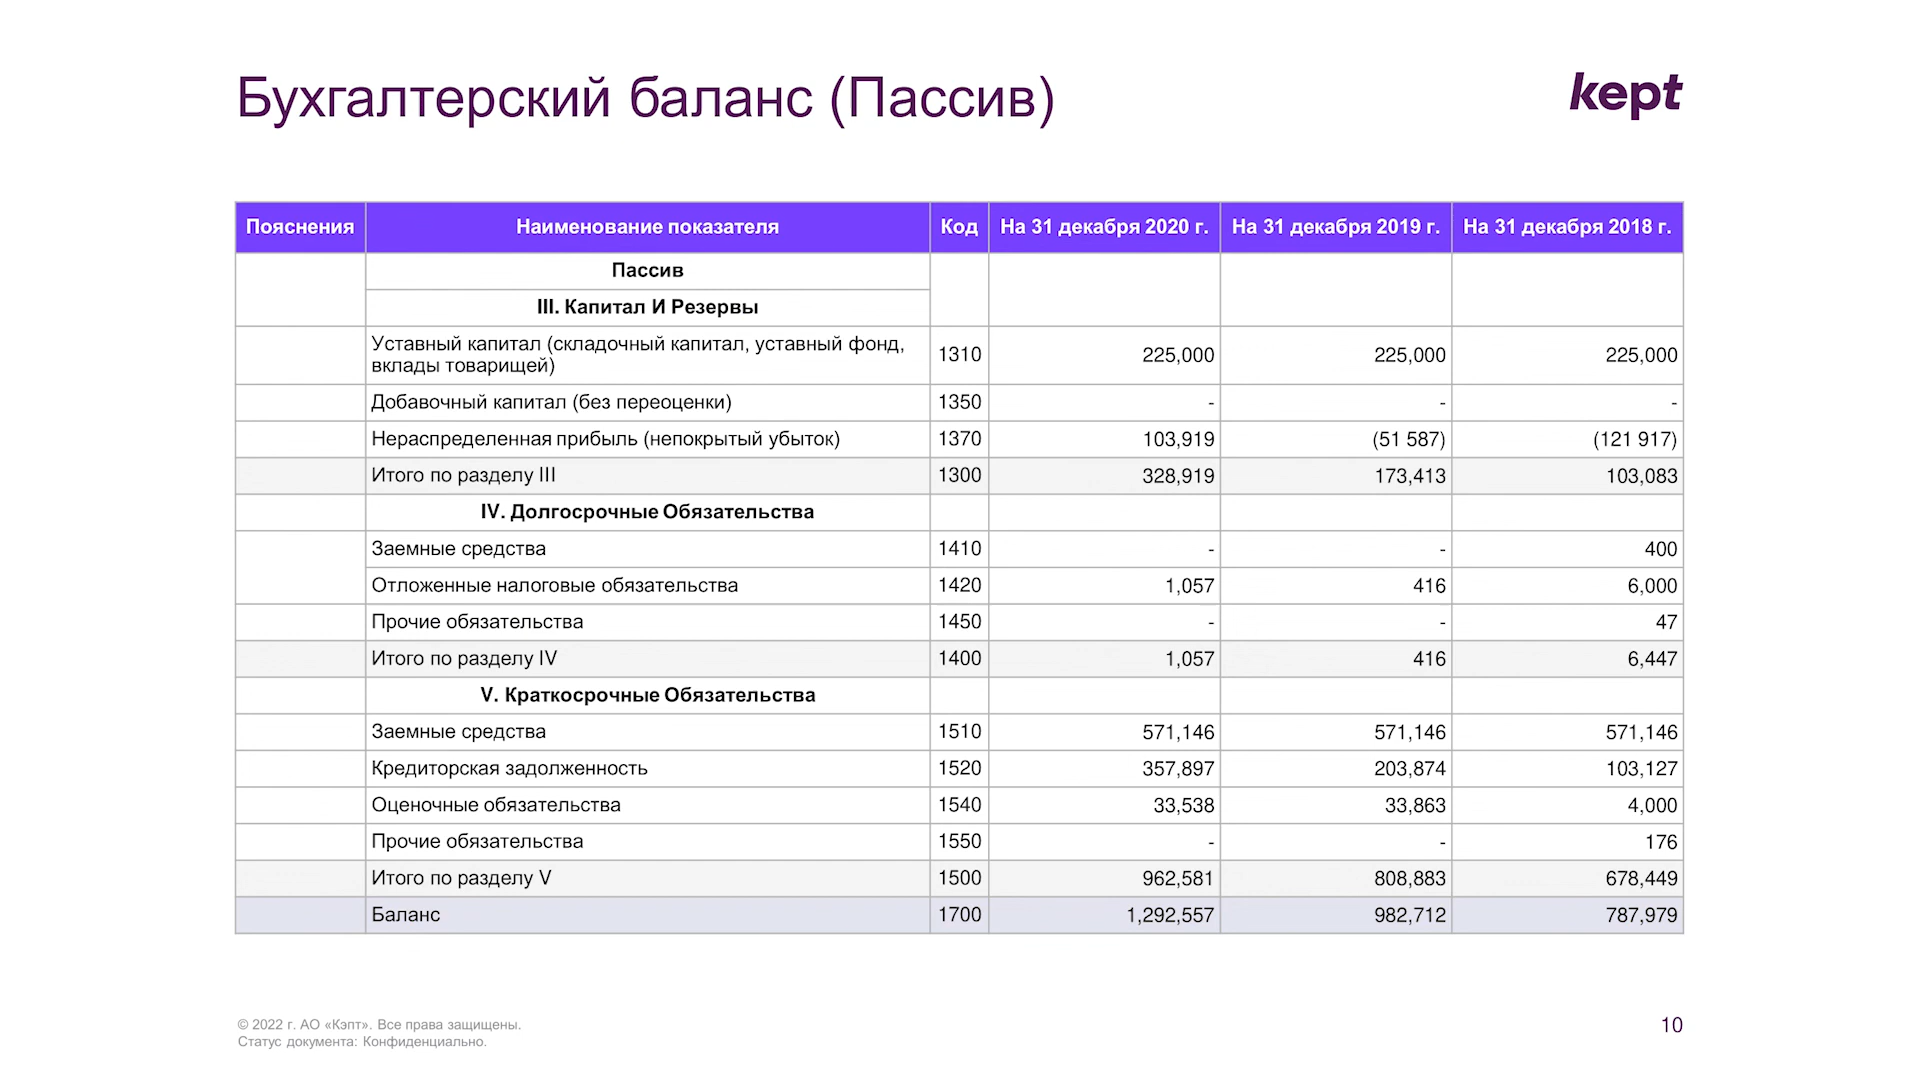 Бухгалтерский баланс (Пассив)
kept
Пояснения Наименование показателя Код На 31 декабря 2020 г. На 31 декабря 2019 г. На 31 декабря 2018 г.
Пассив
III. Капитал И Резервы
Уставный капитал (складочный капитал, уставный фонд,
вклады товарищей) 1310 225,000 225,000 225,000
Добавочный капитал (без переоценки) 1350 - - -
Нераспределенная прибыль (непокрытый убыток) 1370 103,919 (51 587) (121 917)
Итого по разделу III 1300 328,919 173,413 103,083
IV. Долгосрочные Обязательства
Заемные средства 1410 - - 400
Отложенные налоговые обязательства 1420 1,057 416 6,000
Прочие обязательства 1450 - - 47
Итого по разделу IV 1400 1,057 416 6,447
V. Краткосрочные Обязательства
Заемные средства 1510 571,146 571,146 571,146
Кредиторская задолженность 1520 357,897 203,874 103,127
Оценочные обязательства 1540 33,538 33,863 4,000
Прочие обязательства 1550 - - 176
Итого по разделу V 1500 962,581 808,883 678,449
Баланс 1700 1,292,557 982,712 787,979
© 2022 г. АО «Кэпт». Все права защищены.
Статус документа: Конфиденциально.
10